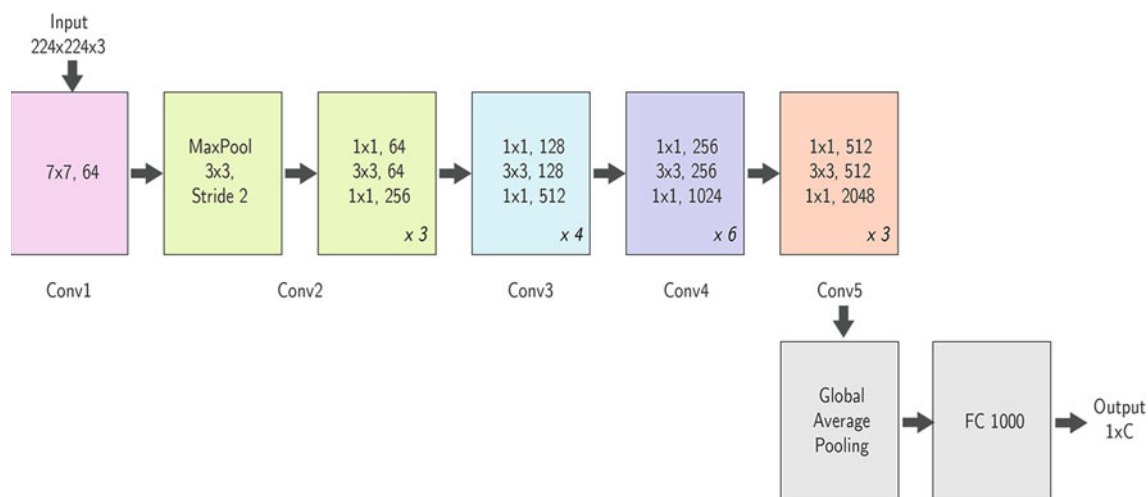 Input
224x224x3
7x7, 64
MaxPool
3x3,
Stride 2
1x1, 64
3x3, 64
1x1, 256
x 3
1x1, 128
3x3, 128
1x1, 512
x 4
1x1, 256
3x3, 256
1x1, 1024
x 6
1x1, 512
3x3, 512
1x1, 2048
x 3
Conv1
Conv2
Conv3
Conv4
Conv5
Global
Average
Pooling
FC 1000
Output
1xC